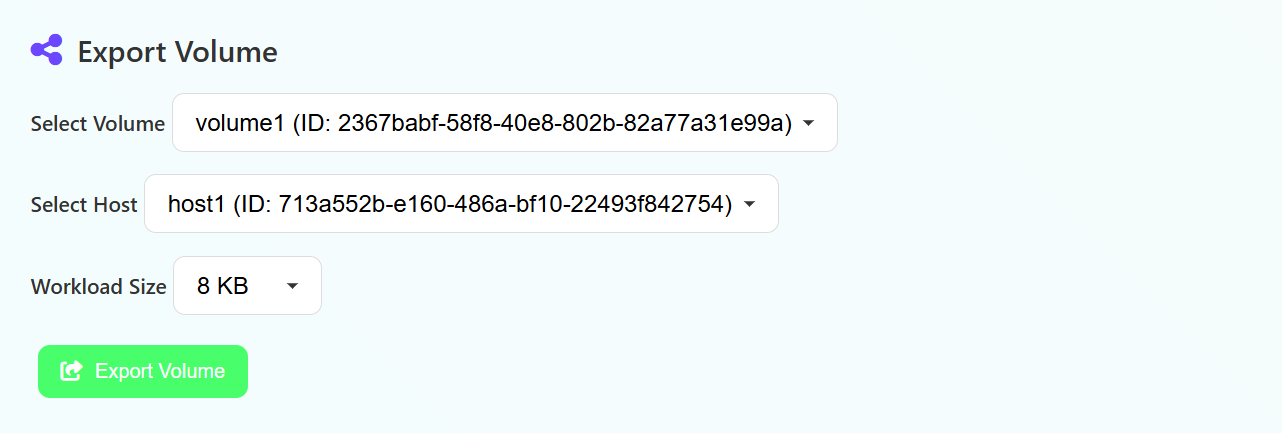 Export Volume
Select Volume volume1 (ID: 2367babf-58f8-40e8-802b-82a77a31e99a)
Select Host host1 (ID: 713a552b-e160-486a-bf10-22493f842754)
Workload Size 8 KB
Export Volume